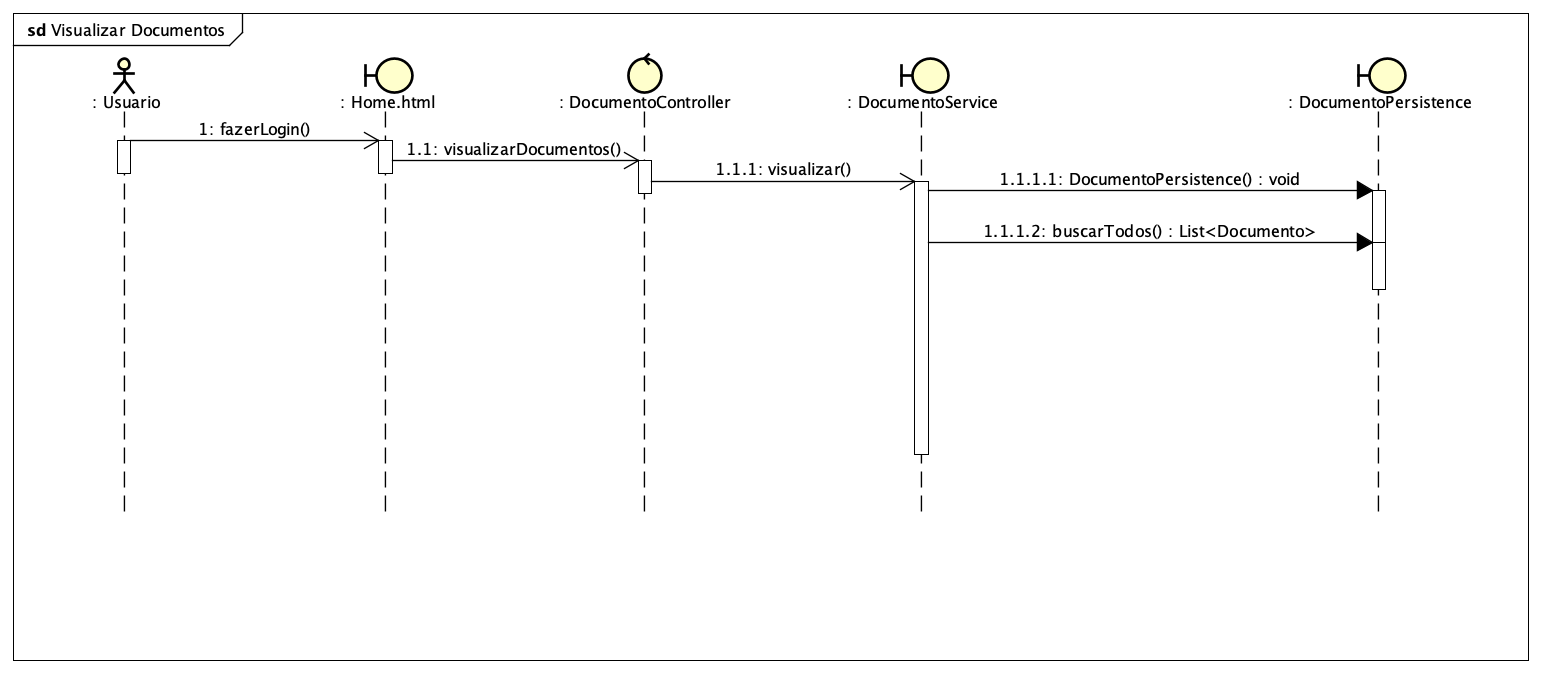 sd Visualizar Documentos
: Usuario
: Home.html
: DocumentoController
: DocumentoService
: DocumentoPersistence
1: fazerLogin()
1.1: visualizarDocumentos()
1.1.1: visualizar()
1.1.1.1: DocumentoPersistence() : void
1.1.1.2: buscarTodos() : List<Documento>